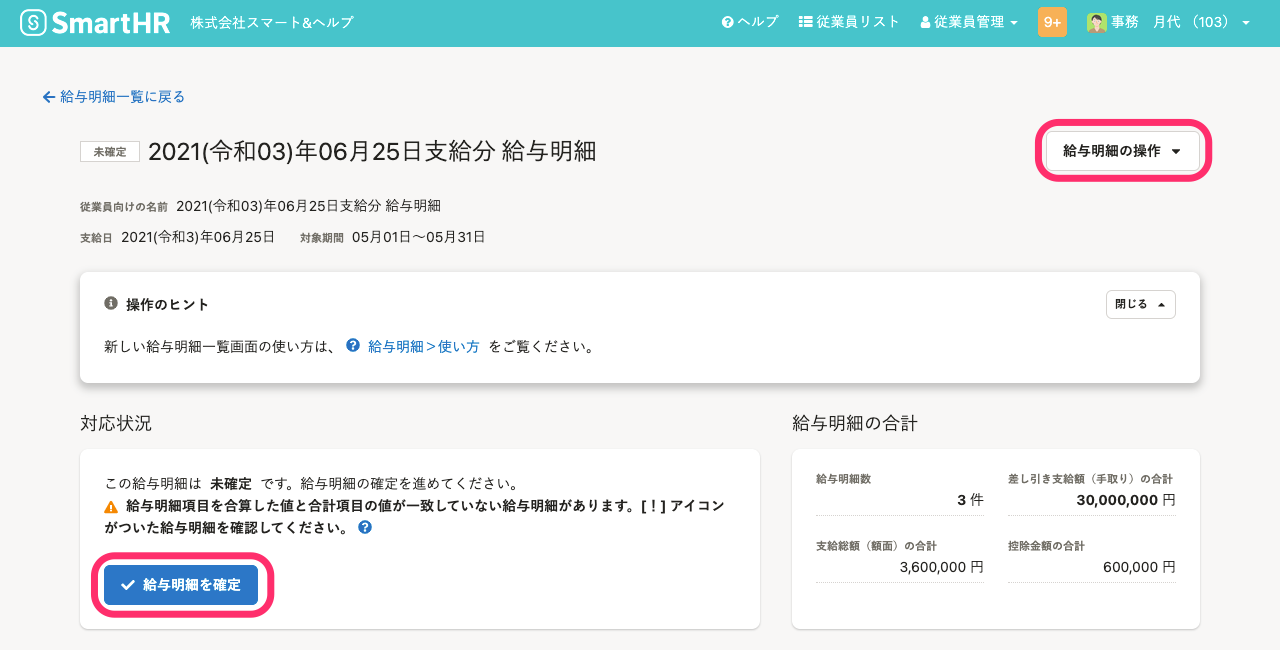 SmartHR 株式会社スマート&ヘルプ ヘルプ 従業員リスト 従業員管理 9+ 事務 月代 （103）
給与明細一覧に戻る
未確定 2021(令和03)年06月25日支給分 給与明細 給与明細の操作
従業員向けの名前 2021(令和03)年06月25日支給分 給与明細
支給日 2021(令和3)年06月25日 対象期間 05月01日〜05月31日
操作のヒント 閉じる
新しい給与明細一覧画面の使い方は、 給与明細＞使い方 をご覧ください。
対応状況
この給与明細は 未確定 です。給与明細の確定を進めてください。
給与明細項目を合算した値と合計項目の値が一致していない給与明細があります。[ ! ] アイコン
がついた給与明細を確認してください。
給与明細を確定
給与明細の合計
給与明細数 差し引き支給額（手取り）の合計
3 件 30,000,000 円
支給総額（額面）の合計 控除金額の合計
3,600,000 円 600,000 円